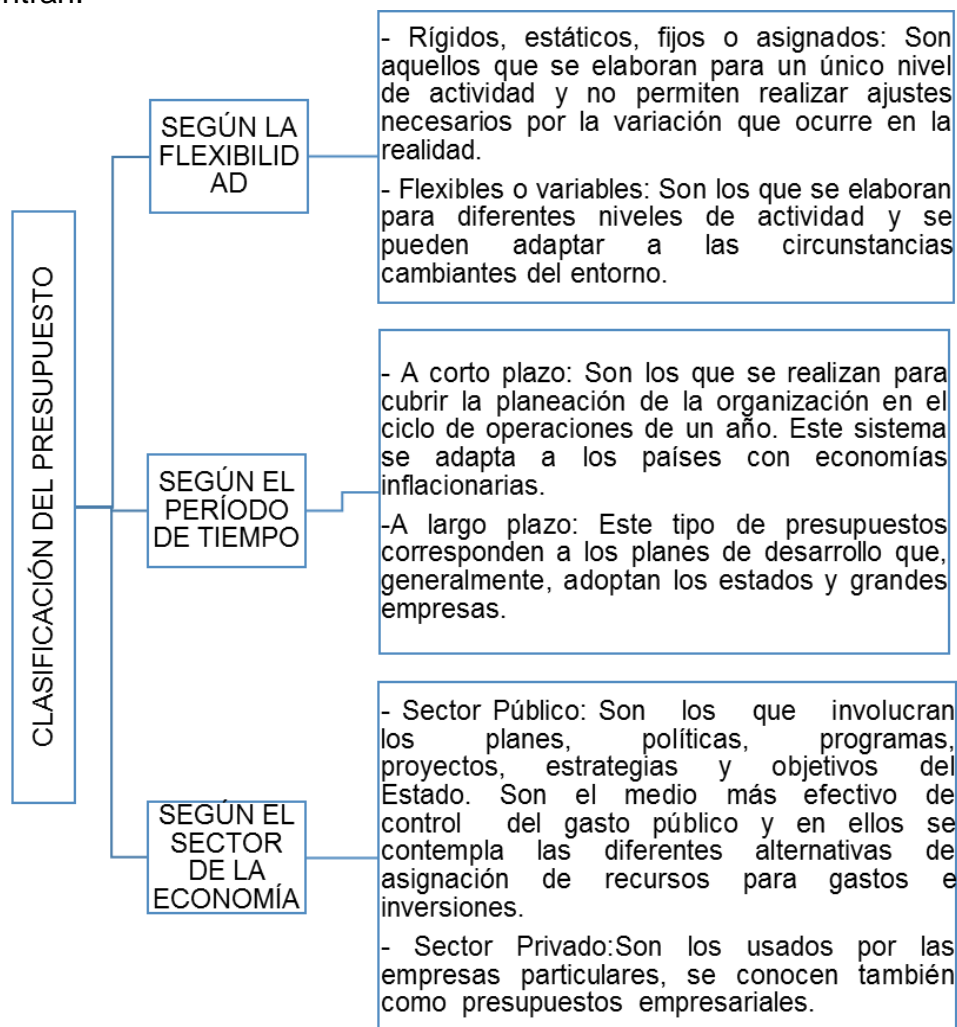 ntran.
CLASIFICACIÓN DEL PRESUPUESTO
SEGÚN LA
FLEXIBILID
AD
- Rígidos, estáticos, fijos o asignados: Son
aquellos que se elaboran para un único nivel
de actividad y no permiten realizar ajustes
necesarios por la variación que ocurre en la
realidad.
- Flexibles o variables: Son los que se elaboran
para diferentes niveles de actividad y se
pueden adaptar a las circunstancias
cambiantes del entorno.
SEGÚN EL
PERÍODO
DE TIEMPO
- A corto plazo: Son los que se realizan para
cubrir la planeación de la organización en el
ciclo de operaciones de un año. Este sistema
se adapta a los países con economías
inflacionarias.
-A largo plazo: Este tipo de presupuestos
corresponden a los planes de desarrollo que,
generalmente, adoptan los estados y grandes
empresas.
SEGÚN EL
SECTOR
DE LA
ECONOMÍA
- Sector Público: Son los que involucran
los planes, políticas, programas,
proyectos, estrategias y objetivos del
Estado. Son el medio más efectivo de
control del gasto público y en ellos se
contempla las diferentes alternativas de
asignación de recursos para gastos e
inversiones.
- Sector Privado:Son los usados por las
empresas particulares, se conocen también
como presupuestos empresariales.